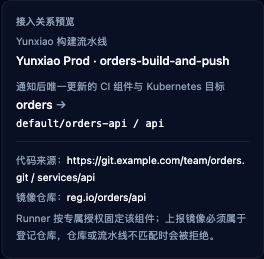 接入关系预览
Yunxiao 构建流水线
Yunxiao Prod · orders-build-and-push
通知后唯一更新的 CI 组件与 Kubernetes 目标
orders →
default/orders-api / api
代码来源：https://git.example.com/team/orders.
git / services/api
镜像仓库：reg.io/orders/api
Runner 按专属授权固定该组件；上报镜像必须属于
登记仓库，仓库或流水线不匹配时会被拒绝。